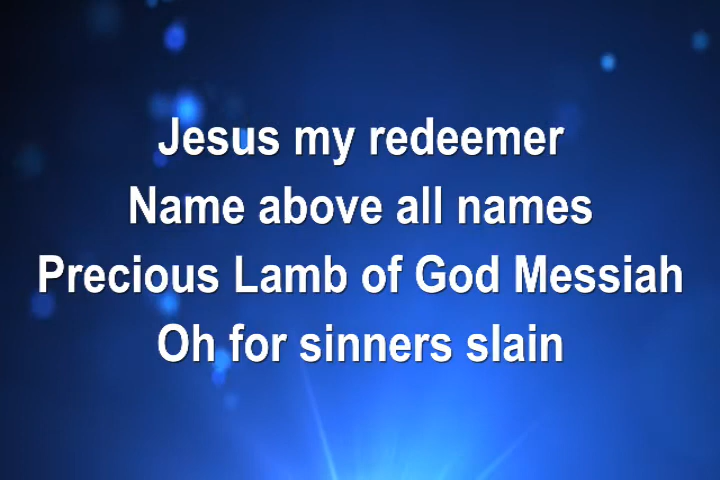 Jesus my redeemer
Name above all names
Precious Lamb of God Messiah
Oh for sinners slain